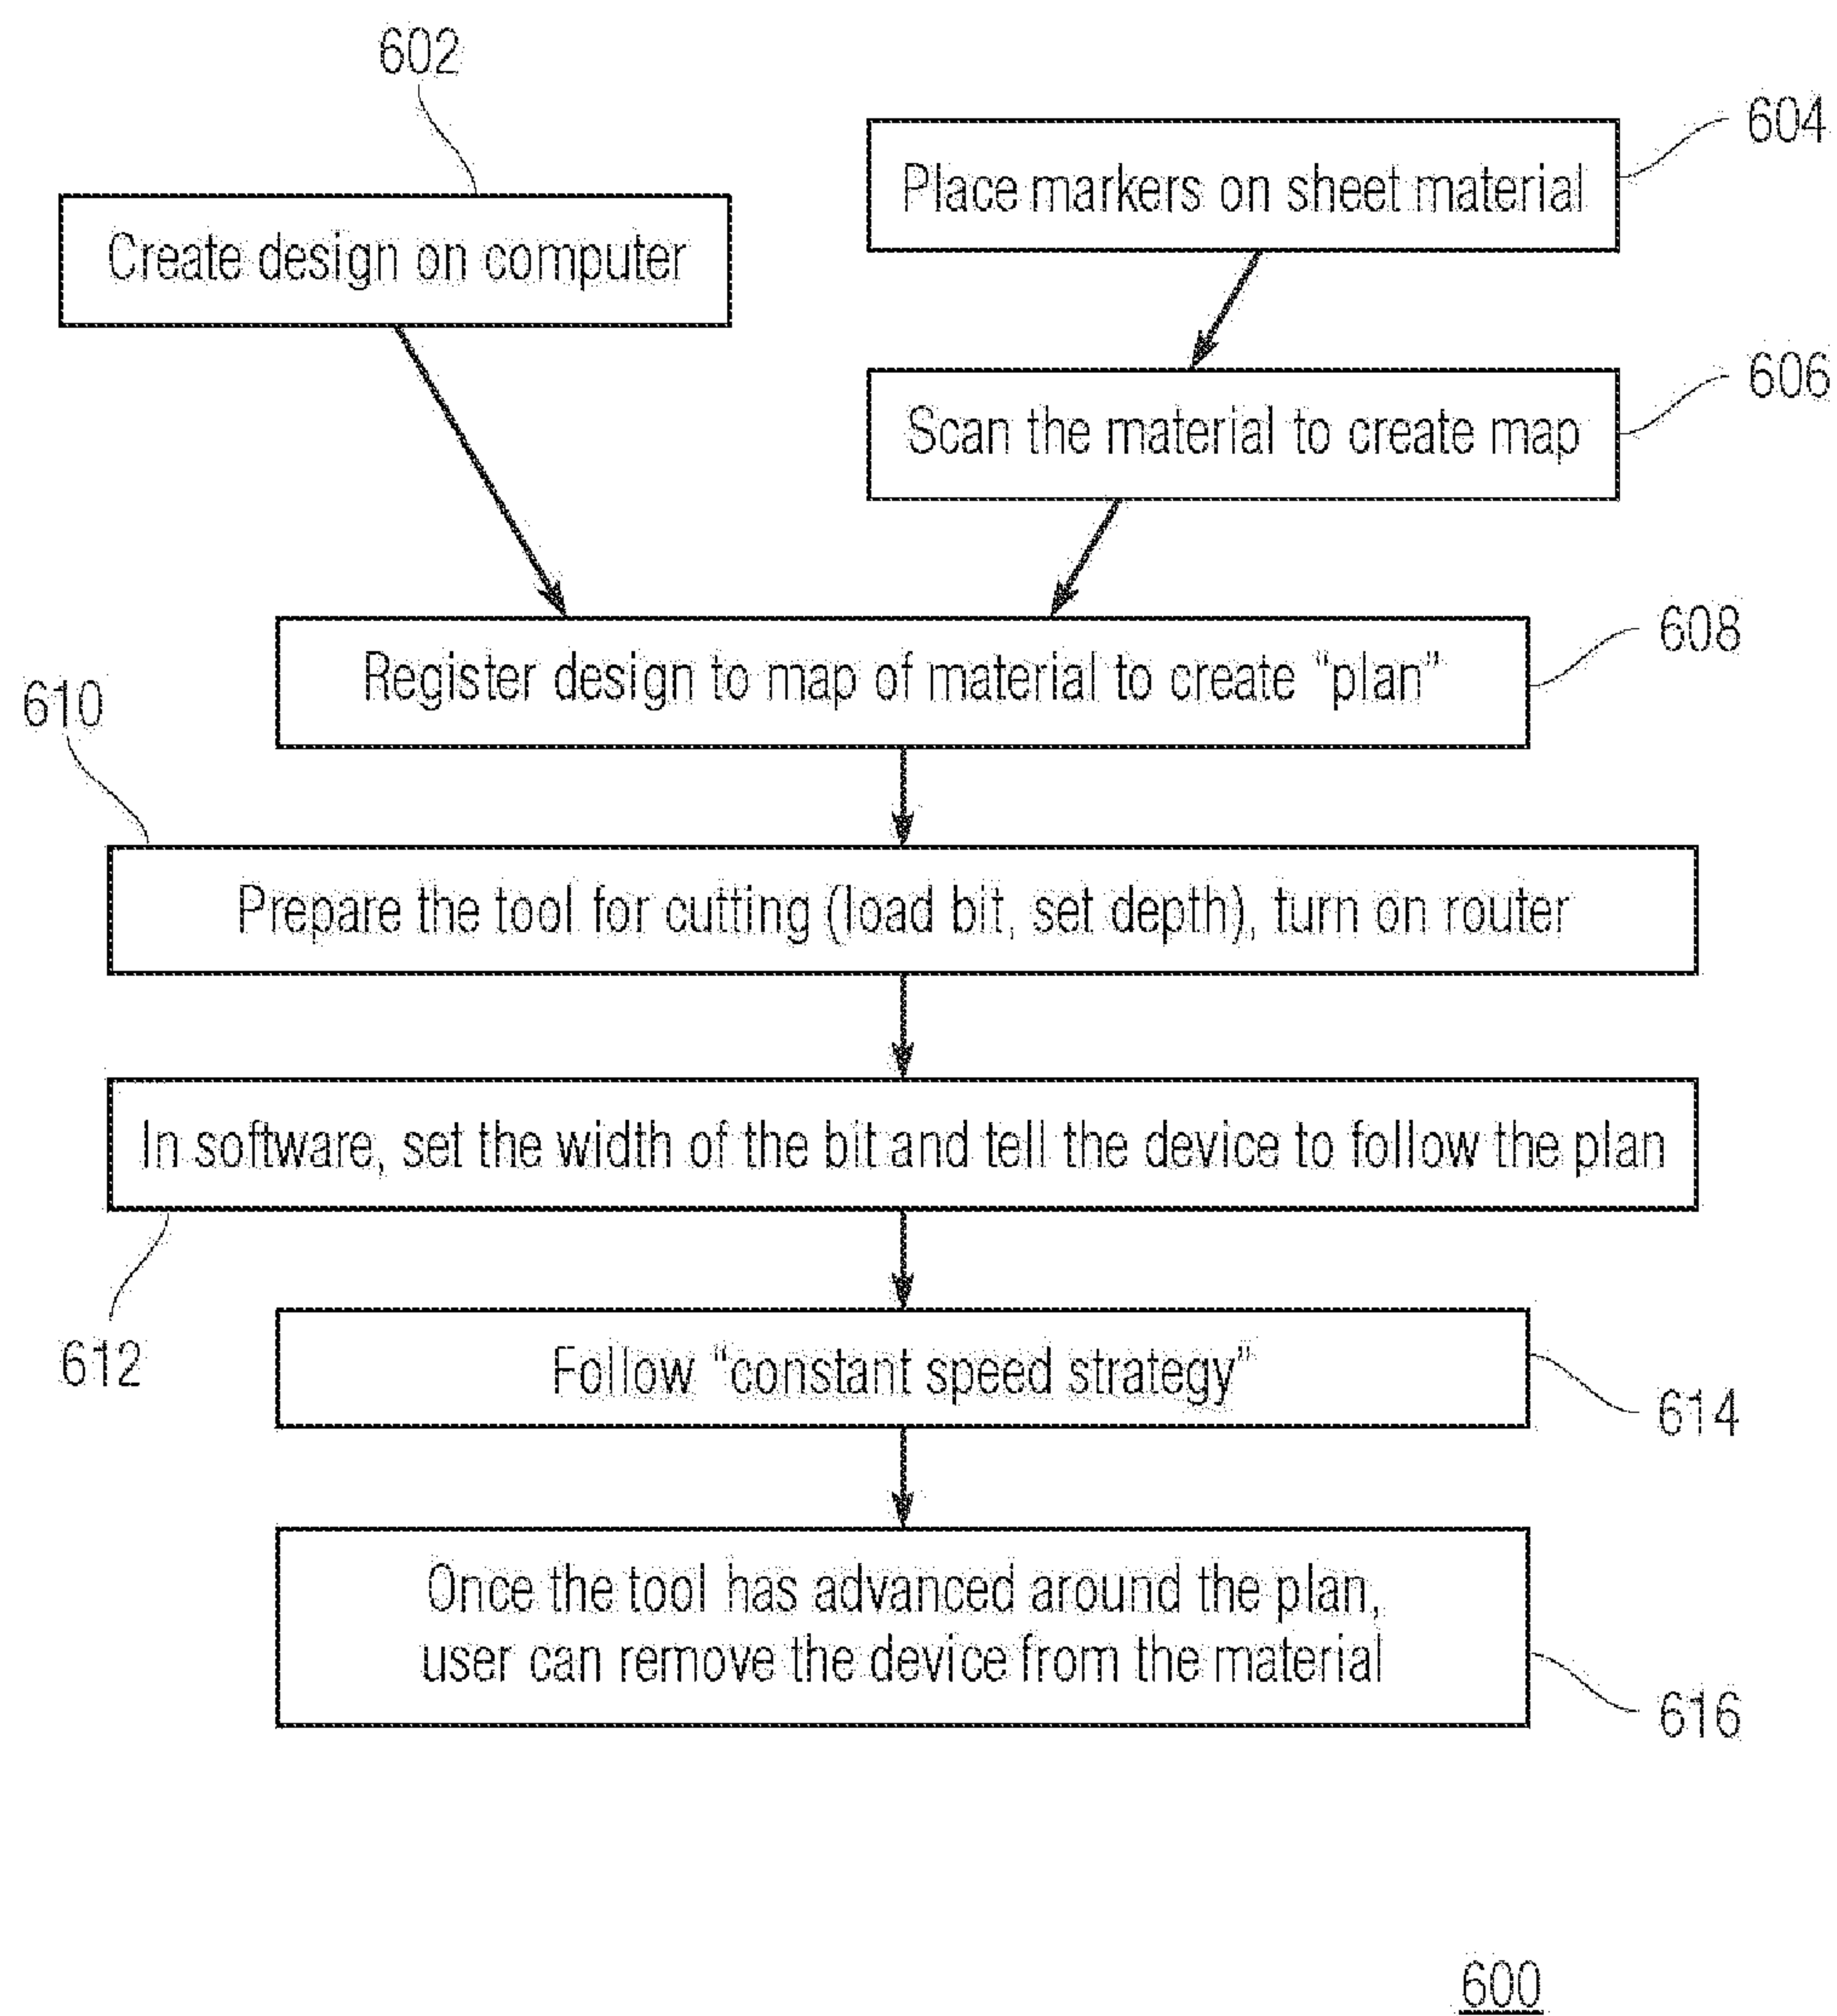 602
604
Place markers on sheet material
Create design on computer
606
Scan the material to create map
608
Register design to map of material to create “plan”
610
Prepare the tool for cutting (load bit, set depth), turn on router
In software, set the width of the bit and tell the device to follow the plan
612
Follow “constant speed strategy”
614
Once the tool has advanced around the plan,
user can remove the device from the material
616
600